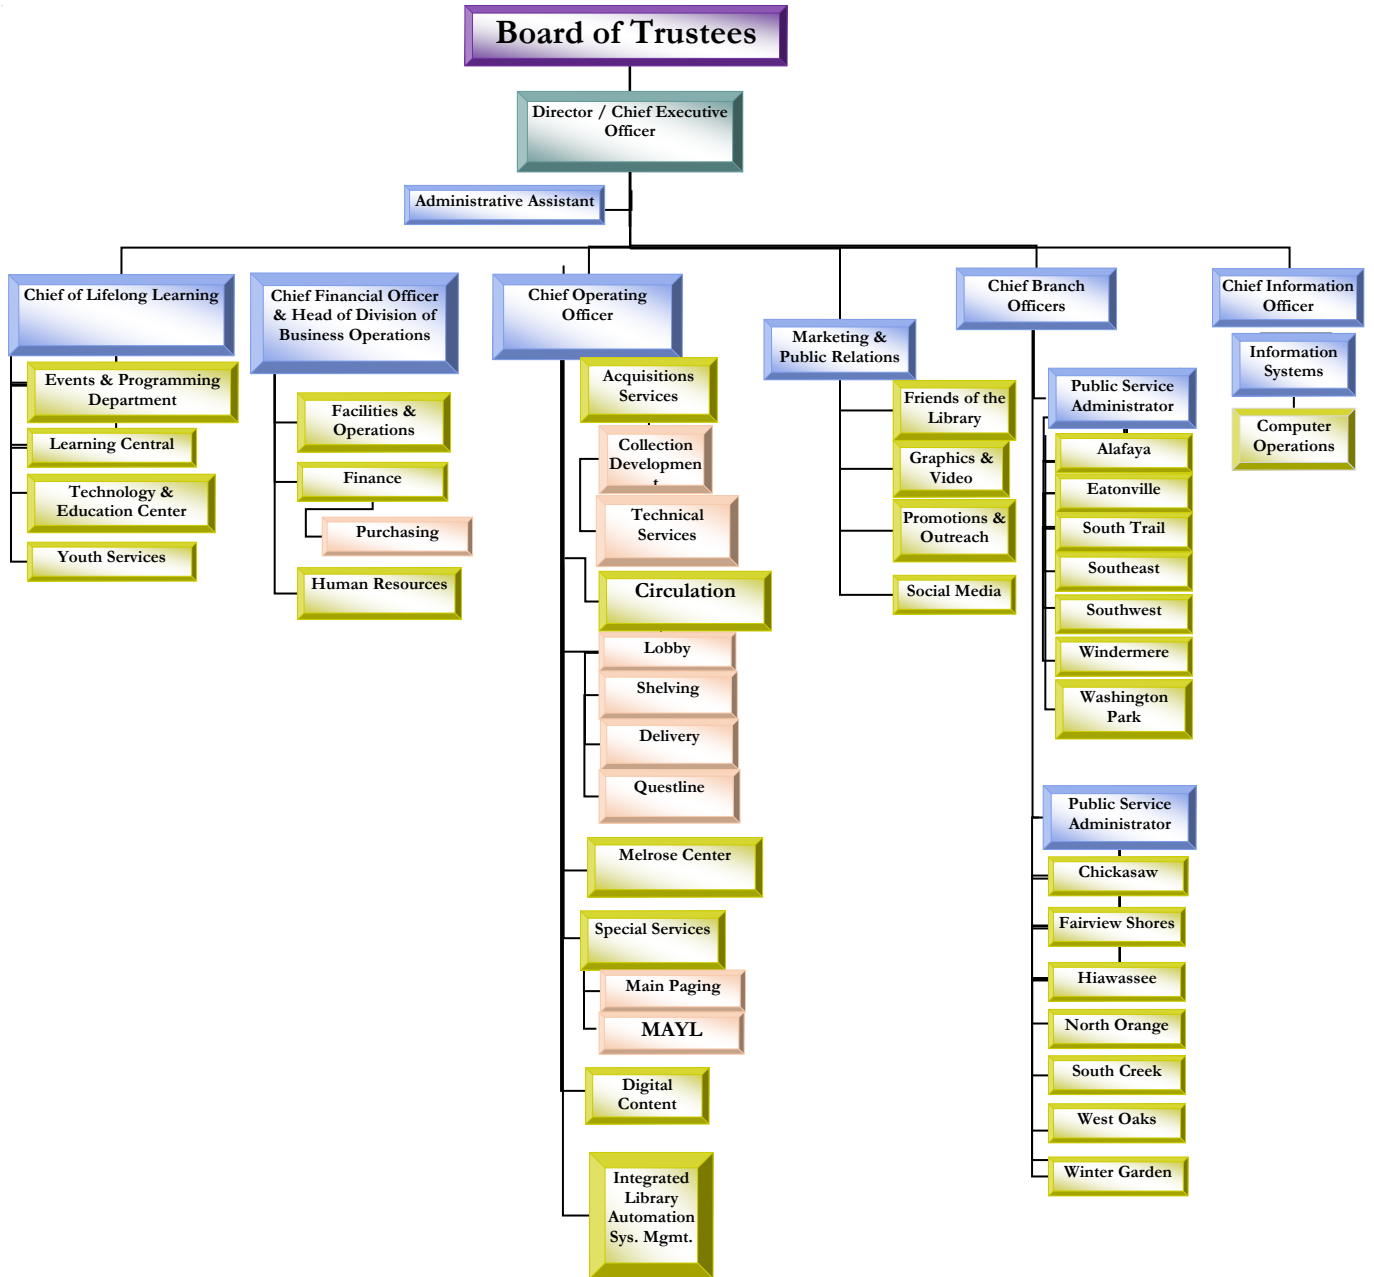 Board of Trustees
Director / Chief Executive
Officer
Administrative Assistant
Chief of Lifelong Learning
Events & Programming
Department
Learning Central
Technology &
Education Center
Youth Services
Chief Financial Officer
& Head of Division of
Business Operations
Facilities &
Operations
Finance
Purchasing
Human Resources
Chief Operating
Officer
Acquisitions
Services
Collection
Developmen
t
Technical
Services
Circulation
Lobby
Shelving
Delivery
Questline
Melrose Center
Special Services
Main Paging
MAYL
Digital
Content
Integrated
Library
Automation
Sys. Mgmt.
Marketing &
Public Relations
Friends of the
Library
Graphics &
Video
Promotions &
Outreach
Social Media
Chief Branch
Officers
Public Service
Administrator
Alafaya
Eatonville
South Trail
Southeast
Southwest
Windermere
Washington
Park
Public Service
Administrator
Chickasaw
Fairview Shores
Hiawassee
North Orange
South Creek
West Oaks
Winter Garden
Chief Information
Officer
Information
Systems
Computer
Operations